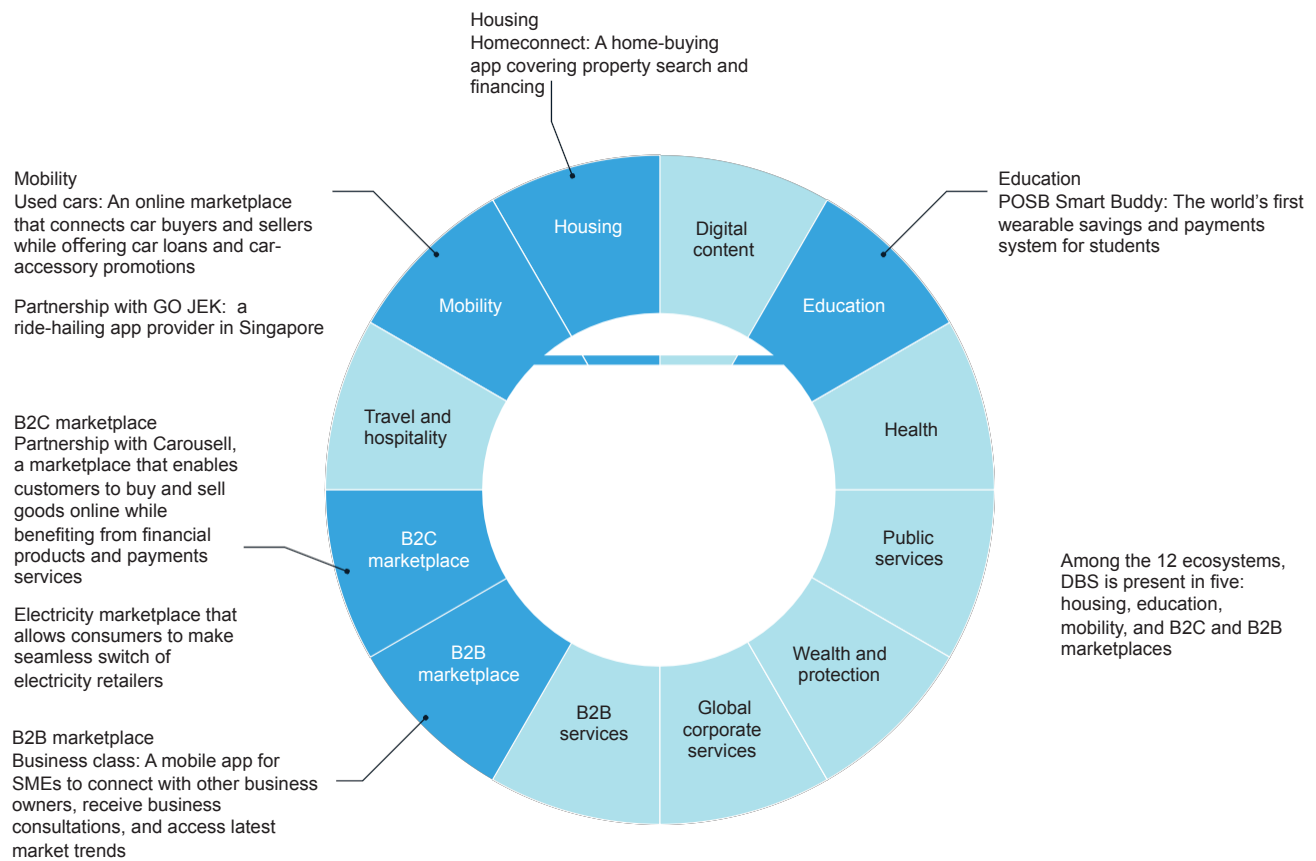 Housing
Homeconnect: A home-buying
app covering property search and
financing
Mobility
Used cars: An online marketplace
that connects car buyers and sellers
while offering car loans and car-
accessory promotions
Partnership with GO JEK:  a
ride-hailing app provider in Singapore
B2C marketplace
Partnership with Carousell,
a marketplace that enables
customers to buy and sell
goods online while
benefiting from financial
products and payments
services
Electricity marketplace that
allows consumers to make
seamless switch of
electricity retailers
B2B marketplace
Business class: A mobile app for
SMEs to connect with other business
owners, receive business
consultations, and access latest
market trends
Housing
Digital
content
Education
Health
Public
services
Wealth and
protection
Global
corporate
services
B2B
services
B2B
marketplace
B2C
marketplace
Travel and
hospitality
Mobility
Education
POSB Smart Buddy: The world’s first
wearable savings and payments
system for students
Among the 12 ecosystems,
DBS is present in five:
housing, education,
mobility, and B2C and B2B
marketplaces